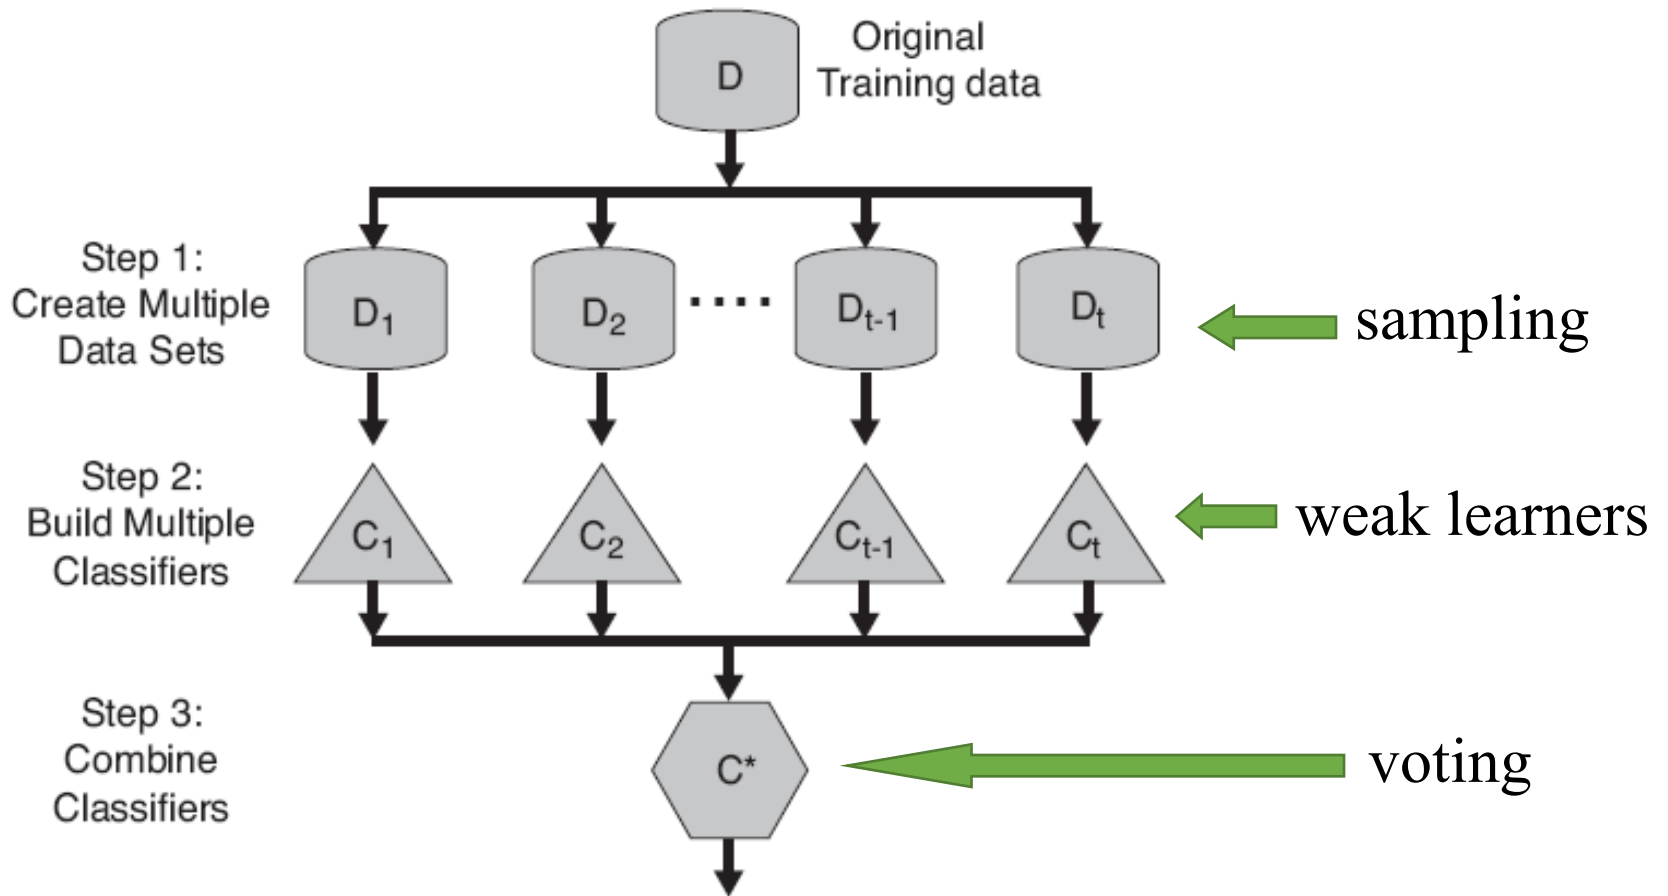 D
Original
Training data
Step 1:
Create Multiple
Data Sets
D1
D2
....
Dt-1
Dt
sampling
Step 2:
Build Multiple
Classifiers
C1
C2
Ct-1
Ct
weak learners
Step 3:
Combine
Classifiers
C*
voting